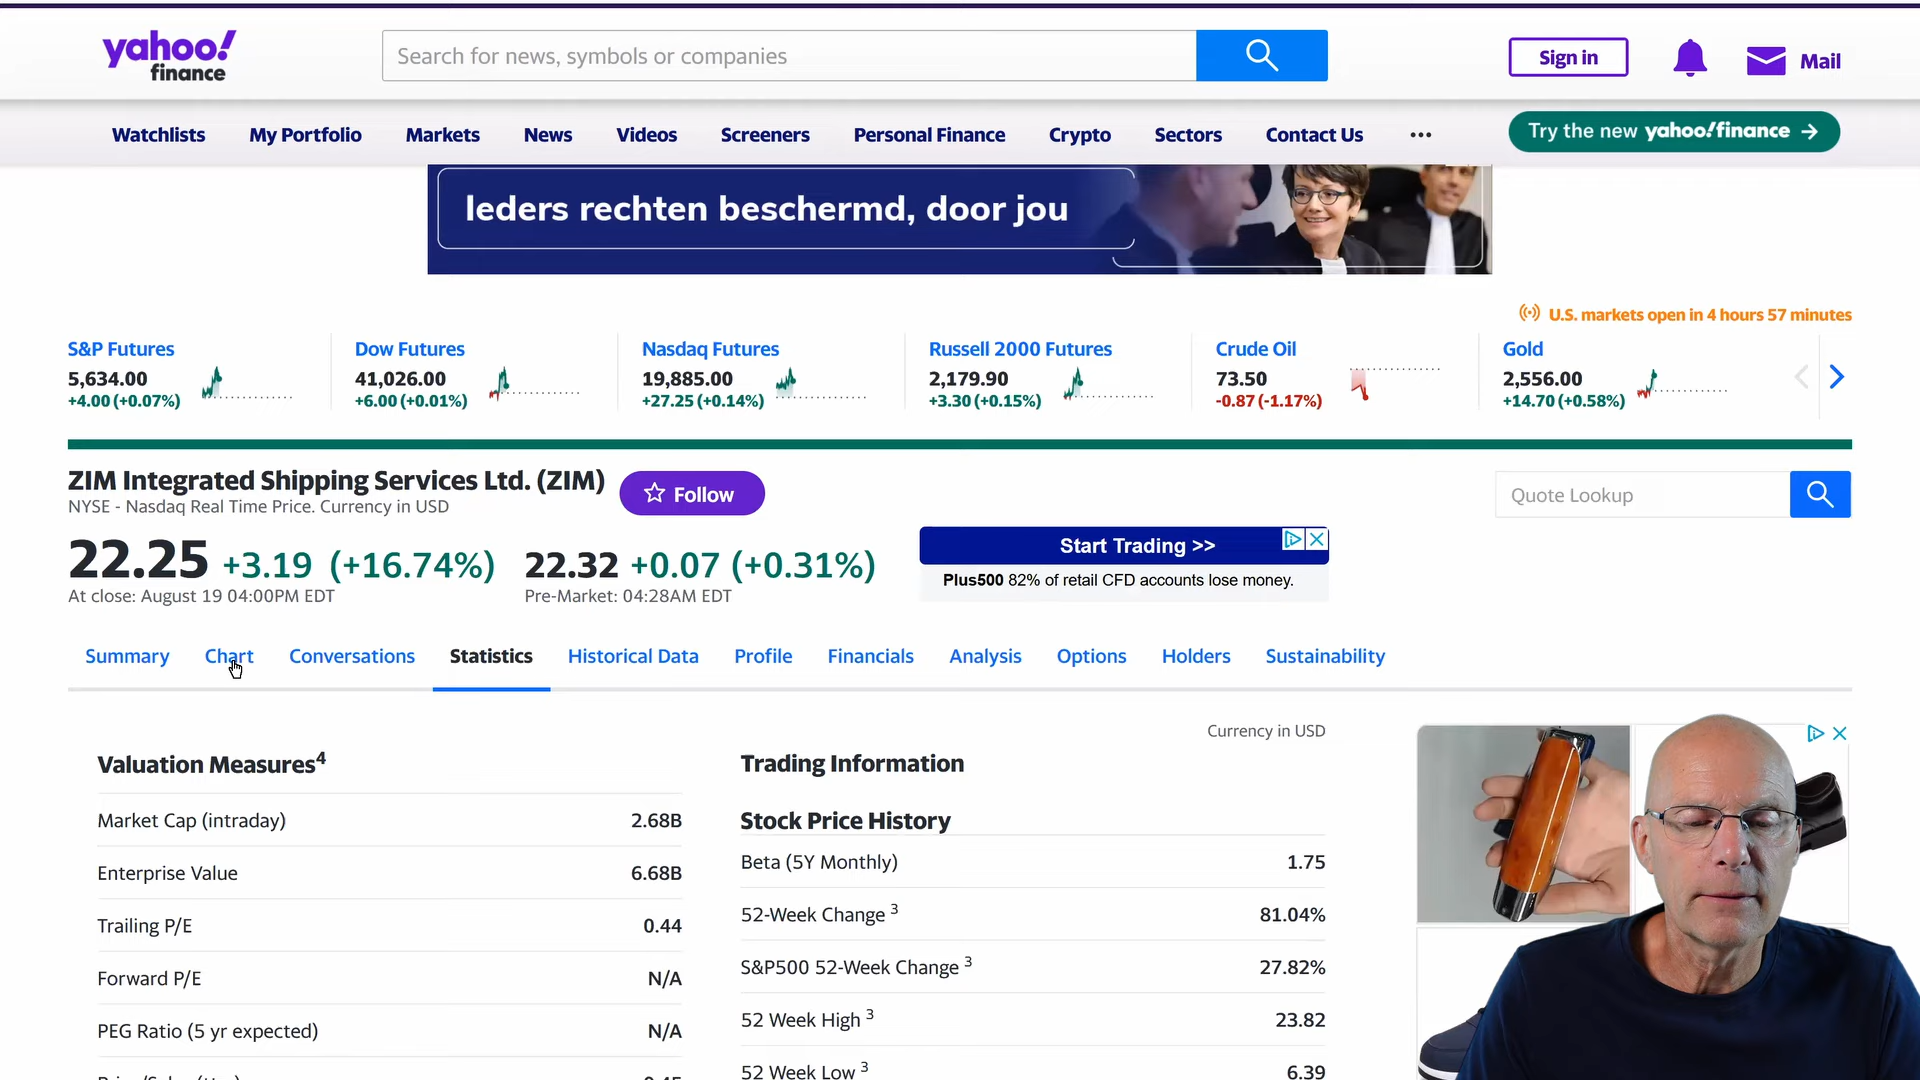 yahoo!
finance
Search for news, symbols or companies
Sign in
Mail
Watchlists My Portfolio Markets News Videos Screeners Personal Finance Crypto Sectors Contact Us ...
Try the new yahoo!finance →
Ieders rechten beschermd, door jou
U.S. markets open in 4 hours 57 minutes
S&P Futures
5,634.00
+4.00 (+0.07%)
Dow Futures
41,026.00
+6.00 (+0.01%)
Nasdaq Futures
19,885.00
+27.25 (+0.14%)
Russell 2000 Futures
2,179.90
+3.30 (+0.15%)
Crude Oil
73.50
-0.87 (-1.17%)
Gold
2,556.00
+14.70 (+0.58%)
ZIM Integrated Shipping Services Ltd. (ZIM)
Follow
NYSE - Nasdaq Real Time Price. Currency in USD
Quote Lookup
22.25 +3.19 (+16.74%)
At close: August 19 04:00PM EDT
22.32 +0.07 (+0.31%)
Pre-Market: 04:28AM EDT
Start Trading >>
Plus500 82% of retail CFD accounts lose money.
Summary Chart Conversations Statistics Historical Data Profile Financials Analysis Options Holders Sustainability
Currency in USD
Valuation Measures4
Market Cap (intraday) 2.68B
Enterprise Value 6.68B
Trailing P/E 0.44
Forward P/E N/A
PEG Ratio (5 yr expected) N/A
Trading Information
Stock Price History
Beta (5Y Monthly) 1.75
52-Week Change 3 81.04%
S&P500 52-Week Change 3 27.82%
52 Week High 3 23.82
52 Week Low 3 6.39